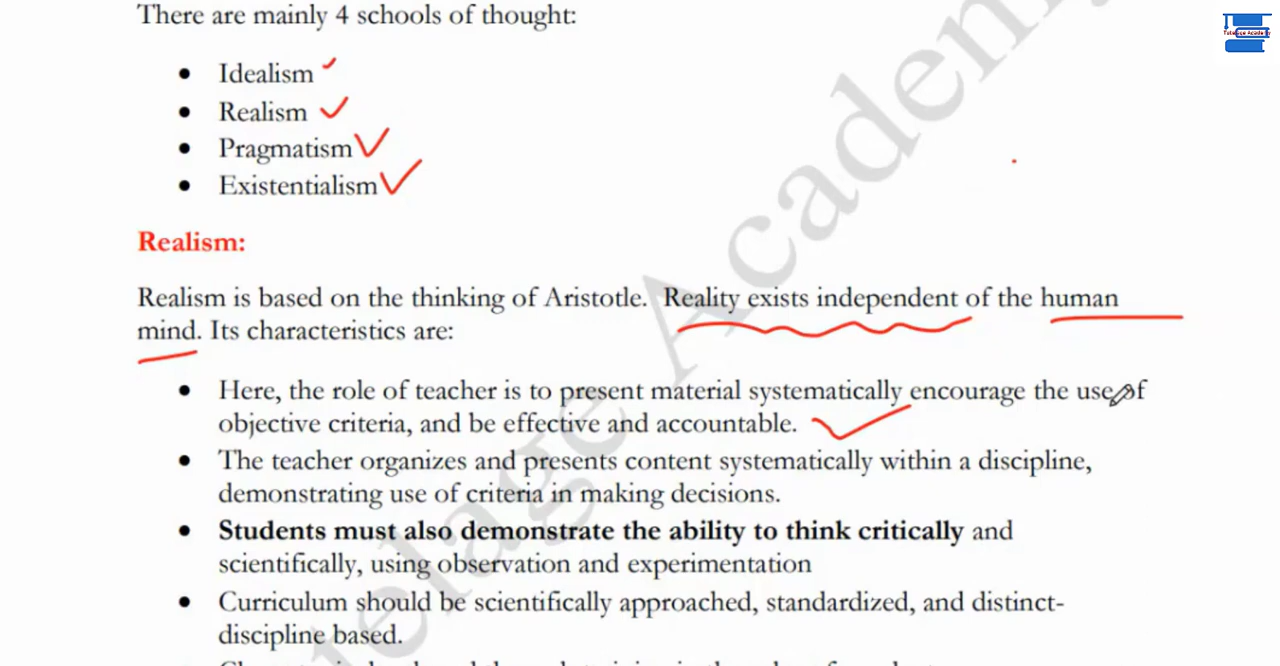 There are mainly 4 schools of thought:
• Idealism
• Realism
• Pragmatism
• Existentialism
Realism:
Realism is based on the thinking of Aristotle. Reality exists independent of the human
mind. Its characteristics are:
• Here, the role of teacher is to present material systematically encourage the use of
objective criteria, and be effective and accountable.
• The teacher organizes and presents content systematically within a discipline,
demonstrating use of criteria in making decisions.
• Students must also demonstrate the ability to think critically and
scientifically, using observation and experimentation
• Curriculum should be scientifically approached, standardized, and distinct-
discipline based.
elage Academy